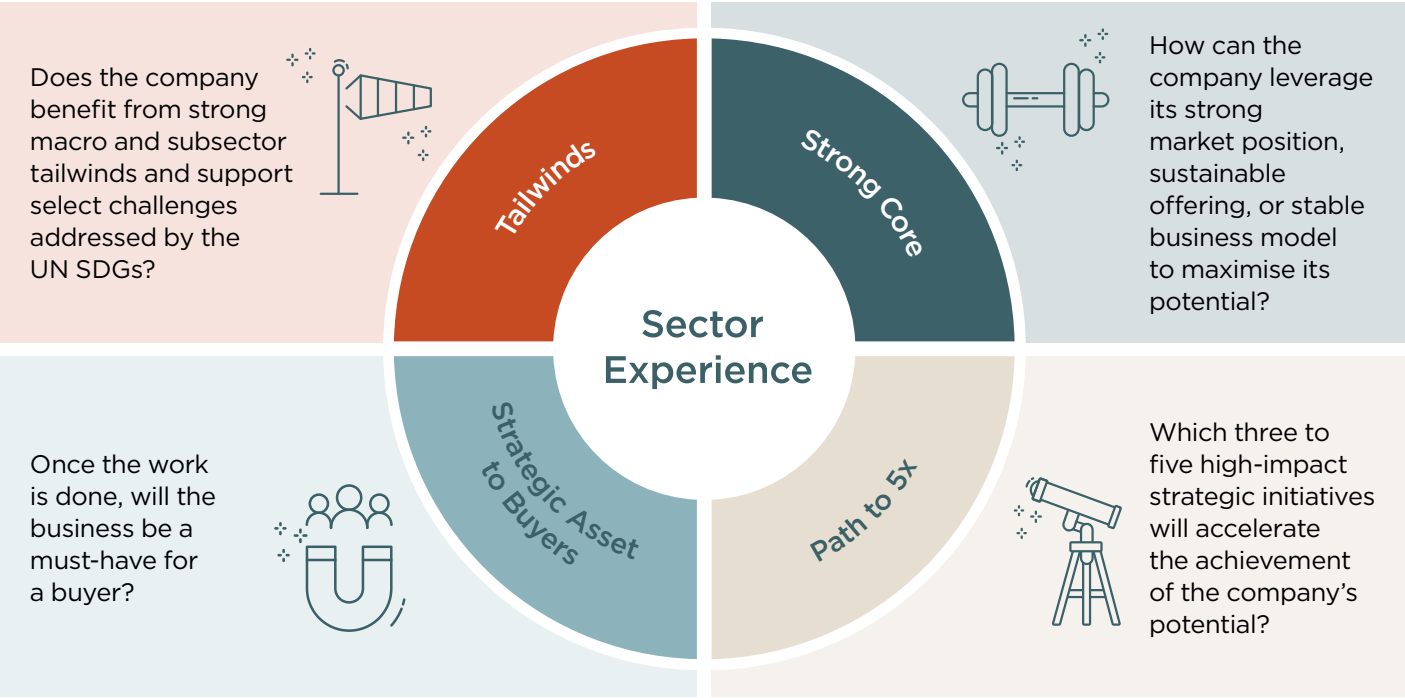 Does the company
benefit from strong
macro and subsector
tailwinds and support
select challenges
addressed by the
UN SDGs?
Tailwinds
Strong Core
How can the
company leverage
its strong
market position,
sustainable
offering, or stable
business model
to maximise its
potential?
Sector
Experience
Once the work
is done, will the
business be a
must-have for
a buyer?
Strategic Asset
to Buyers
Path to 5x
Which three to
five high-impact
strategic initiatives
will accelerate
the achievement
of the company’s
potential?